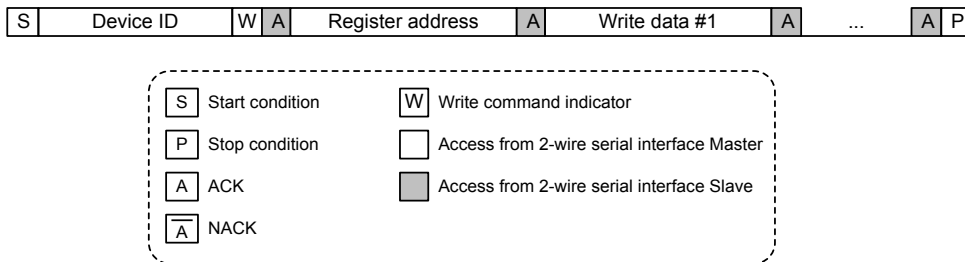 S Device ID W A Register address A Write data #1 A ... A P
S Start condition W Write command indicator
P Stop condition Access from 2-wire serial interface Master
A ACK Access from 2-wire serial interface Slave
A̅ NACK